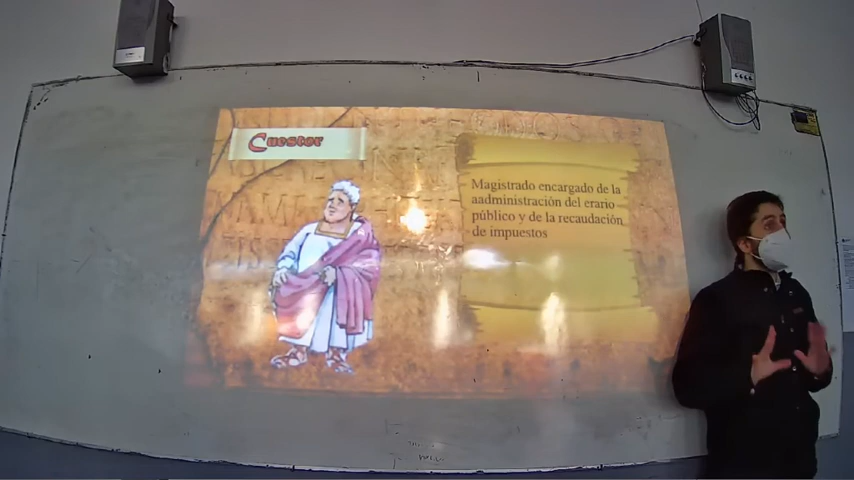 Cuestor
Magistrado encargado de la
aadministración del erario
público y de la recaudación
de impuestos